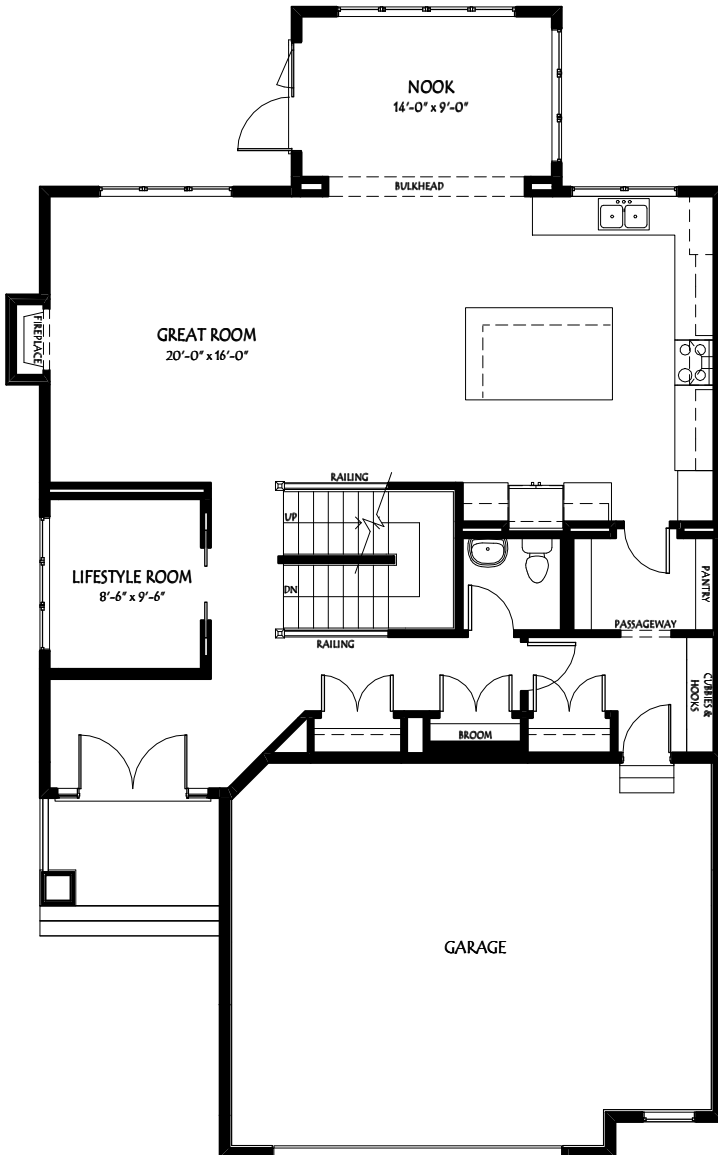 NOOK
14'-0" x 9'-0"
BULKHEAD
FIREPLACE
GREAT ROOM
20'-0" x 16'-0"
RAILING
UP
LIFESTYLE ROOM
8'-6" x 9'-6"
DN
PANTRY
PASSAGEWAY
RAILING
CUBBIES &
HOOKS
BROOM
GARAGE